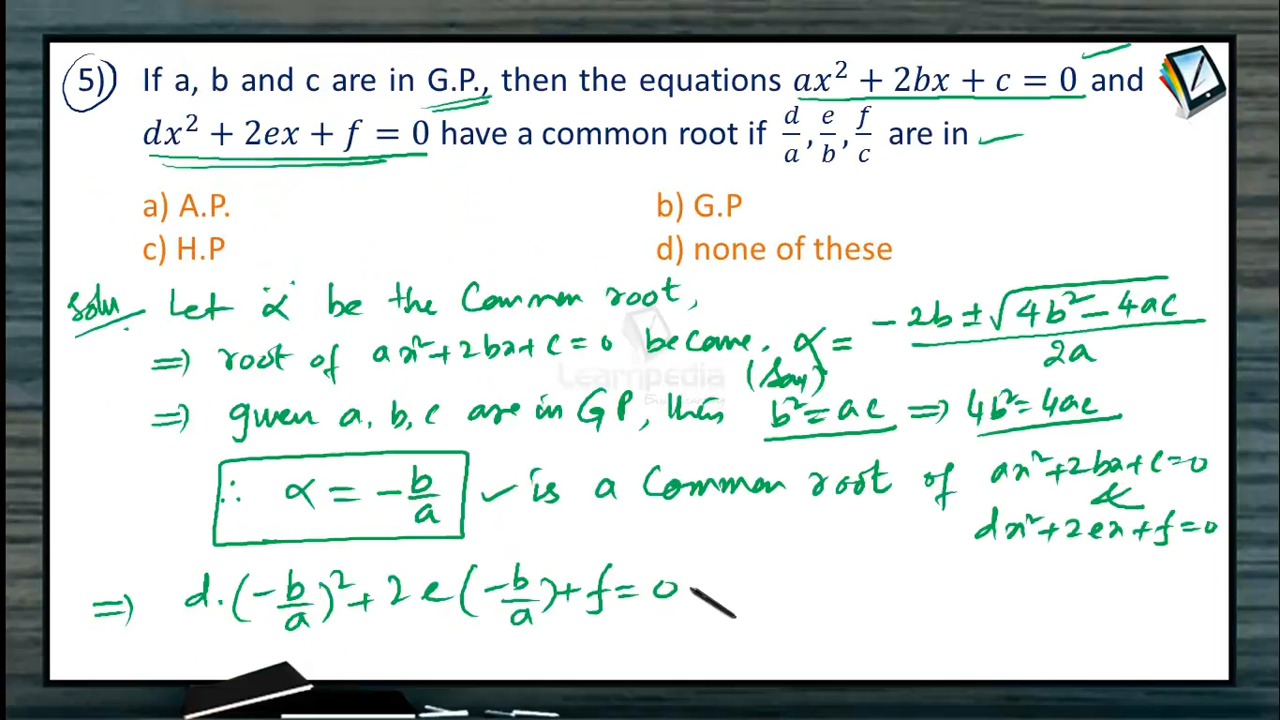 5) If a, b and c are in G.P., then the equations ax² + 2bx + c = 0 and
dx² + 2ex + f = 0 have a common root if d/a, e/b, f/c are in
a) A.P.
b) G.P
c) H.P
d) none of these
Soln Let α be the Common root,
⇒ root of ax²+2bx+c=0 became. α = (-2b ± √(4b² - 4ac))/2a
(Say)
⇒ given a, b, c are in GP, then b²=ac ⇒ 4b²=4ac
∴ α = -b/a ✓ is a Common root of ax²+2bx+c=0
&
dx²+2ex+f=0
⇒ d.(-b/a)²+2e(-b/a)+f=0
Learnpedia